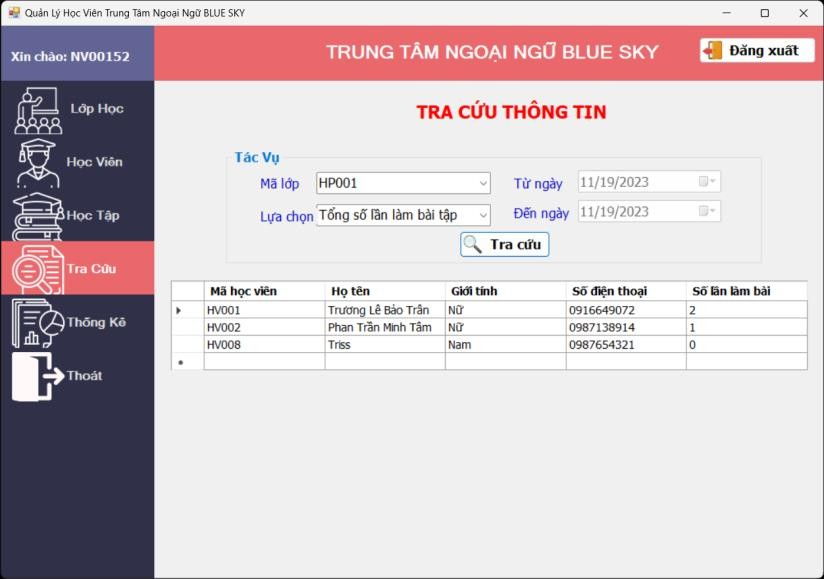 Quản Lý Học Viên Trung Tâm Ngoại Ngữ BLUE SKY
Xin chào: NV00152
TRUNG TÂM NGOẠI NGỮ BLUE SKY
Đăng xuất
Lớp Học
Học Viên
Học Tập
Tra Cứu
Thống Kê
Thoát
TRA CỨU THÔNG TIN
Tác Vụ
Mã lớp HP001 Từ ngày 11/19/2023
Lựa chọn Tổng số lần làm bài tập Đến ngày 11/19/2023
Tra cứu
Mã học viên Họ tên Giới tính Số điện thoại Số lần làm bài
HV001 Trương Lê Bảo Trân Nữ 0916649072 2
HV002 Phan Trần Minh Tâm Nữ 0987138914 1
HV008 Triss Nam 0987654321 0